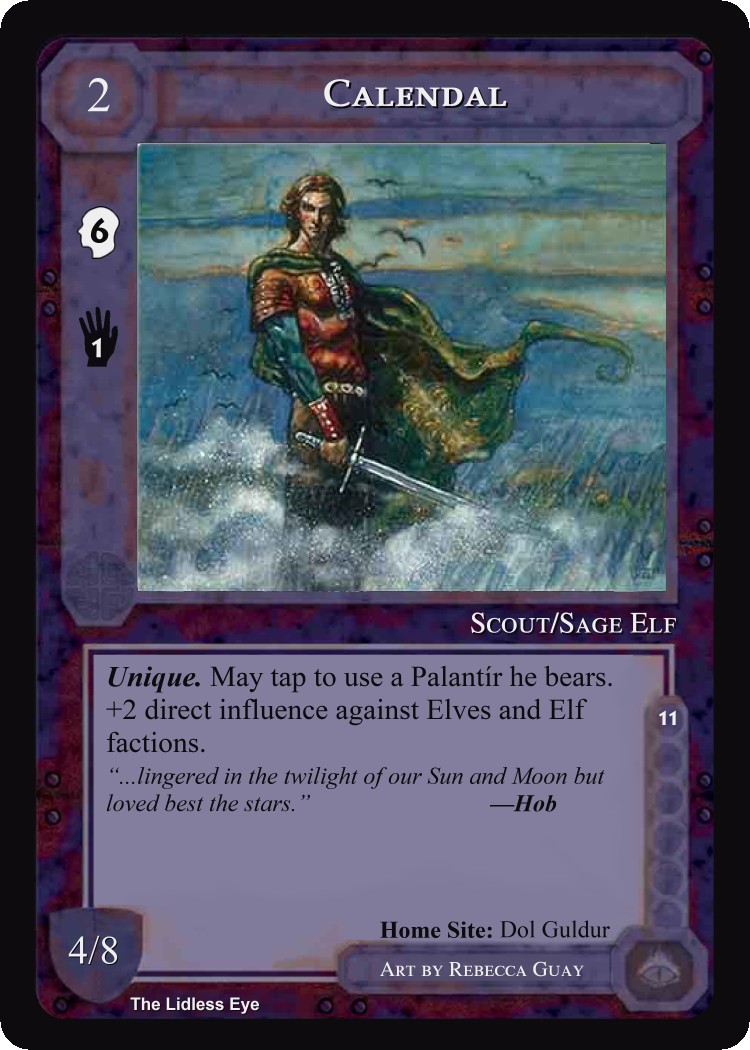 2
CALENDAL
6
1
SCOUT/SAGE ELF
Unique. May tap to use a Palantír he bears.
+2 direct influence against Elves and Elf
factions.
“...lingered in the twilight of our Sun and Moon but
loved best the stars.” —Hob
11
Home Site: Dol Guldur
4/8
ART BY REBECCA GUAY
The Lidless Eye